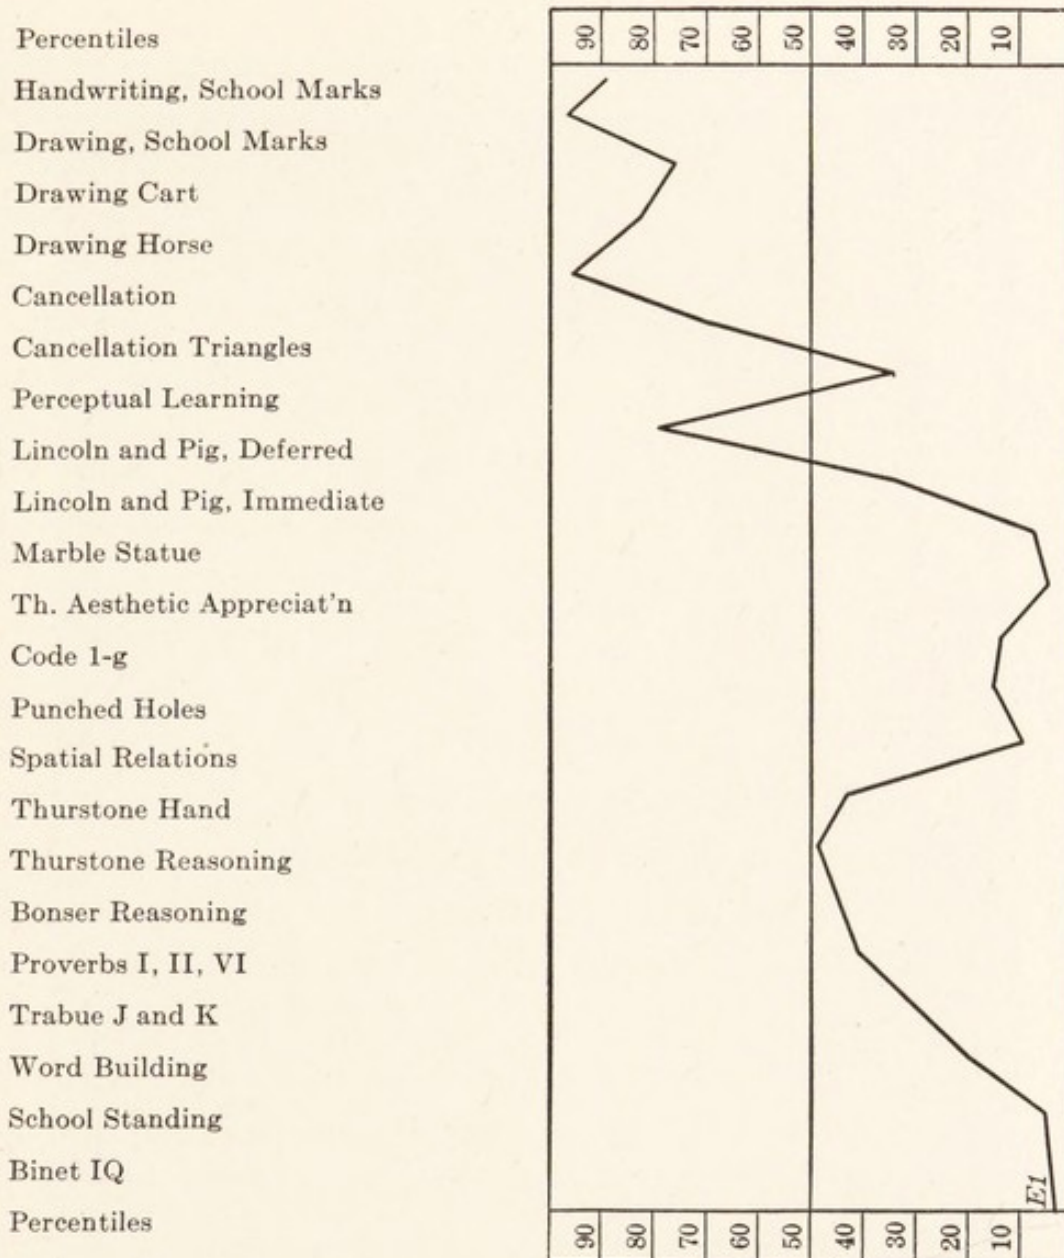 Percentiles
90 80 70 60 50 40 30 20 10
Handwriting, School Marks
Drawing, School Marks
Drawing Cart
Drawing Horse
Cancellation
Cancellation Triangles
Perceptual Learning
Lincoln and Pig, Deferred
Lincoln and Pig, Immediate
Marble Statue
Th. Aesthetic Appreciat'n
Code 1-g
Punched Holes
Spatial Relations
Thurstone Hand
Thurstone Reasoning
Bonser Reasoning
Proverbs I, II, VI
Trabue J and K
Word Building
School Standing
Binet IQ
E1
Percentiles
90 80 70 60 50 40 30 20 10